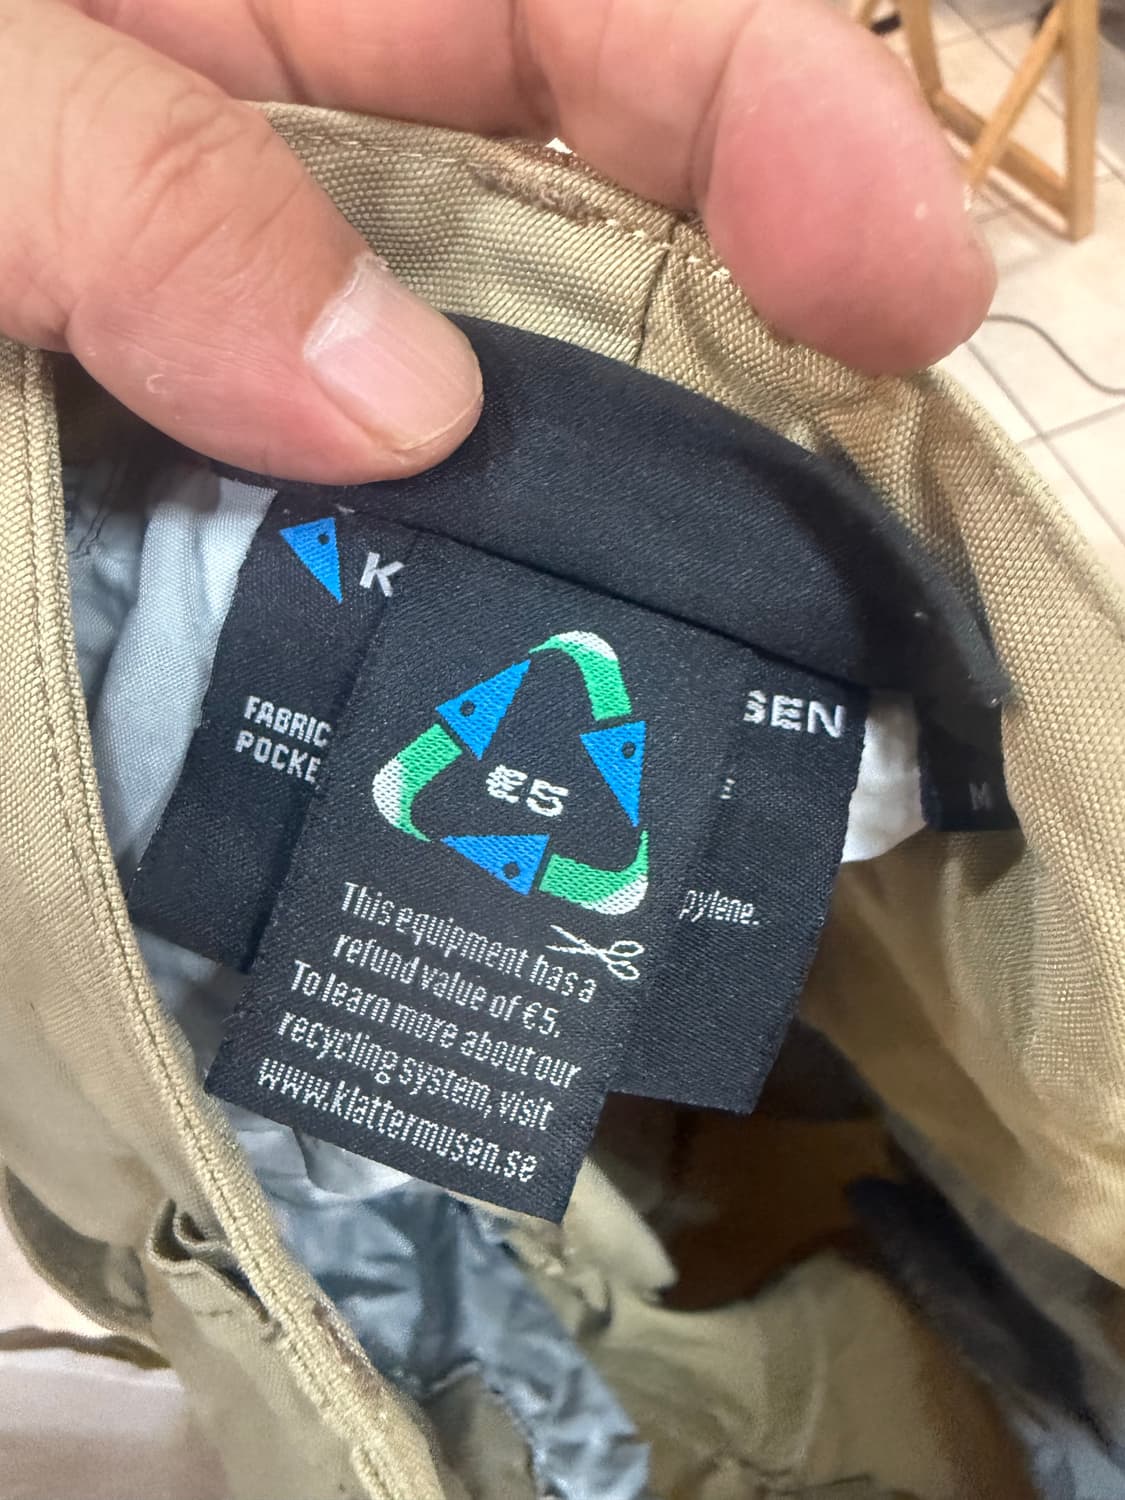 K
SEN
FABRIC
POCKE
pylene.
M
€5
This equipment has a
refund value of €5.
To learn more about our
recycling system, visit
www.klattermusen.se